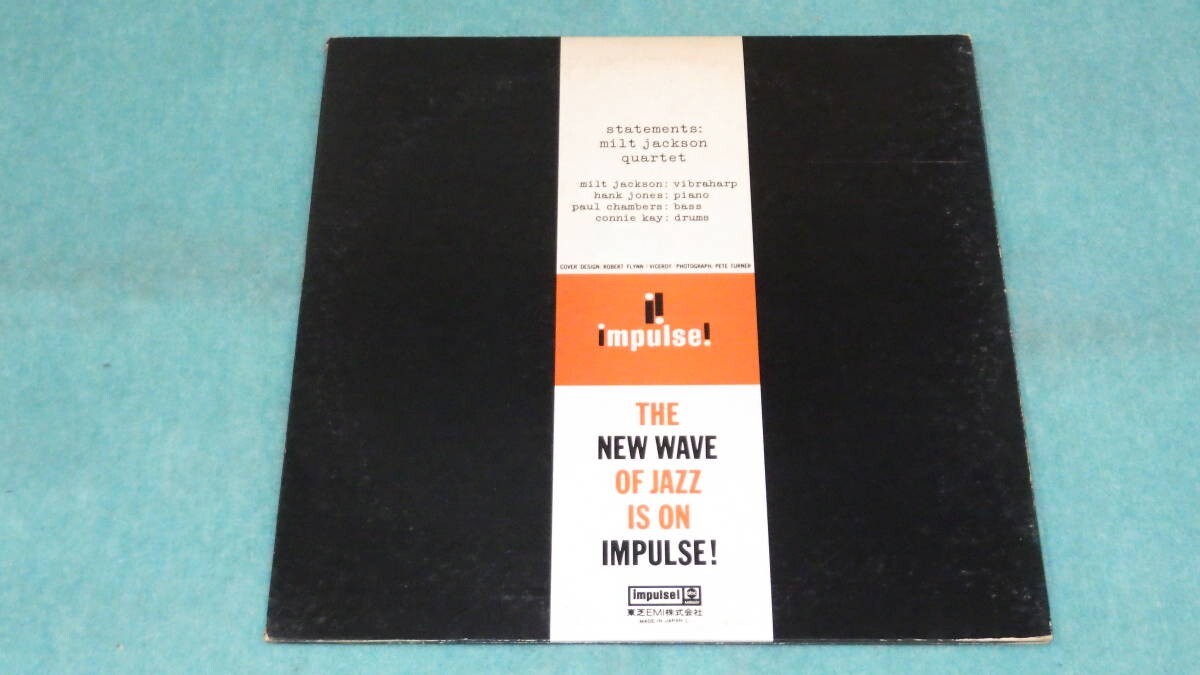 statements:
milt jackson
quartet
milt jackson: vibraharp
hank jones: piano
paul chambers: bass
connie kay: drums
COVER DESIGN: ROBERT FLYNN / VICEROY PHOTOGRAPH: PETE TURNER
impulse!
THE
NEW WAVE
OF JAZZ
IS ON
IMPULSE!
impulse! abc
東芝EMI株式会社
MADE IN JAPAN